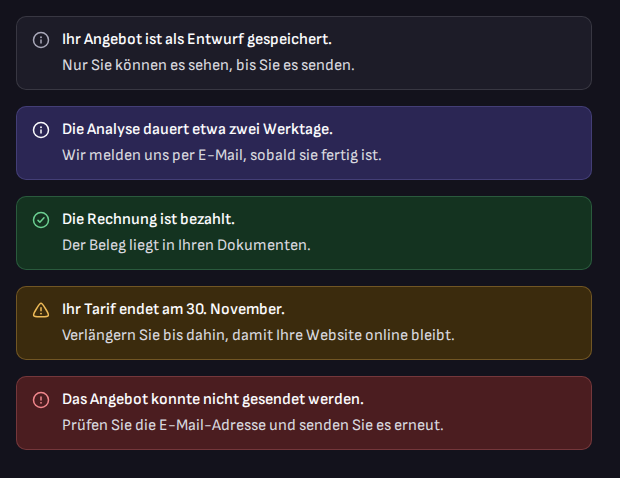 Ihr Angebot ist als Entwurf gespeichert.
Nur Sie können es sehen, bis Sie es senden.
Die Analyse dauert etwa zwei Werktage.
Wir melden uns per E-Mail, sobald sie fertig ist.
Die Rechnung ist bezahlt.
Der Beleg liegt in Ihren Dokumenten.
Ihr Tarif endet am 30. November.
Verlängern Sie bis dahin, damit Ihre Website online bleibt.
Das Angebot konnte nicht gesendet werden.
Prüfen Sie die E-Mail-Adresse und senden Sie es erneut.